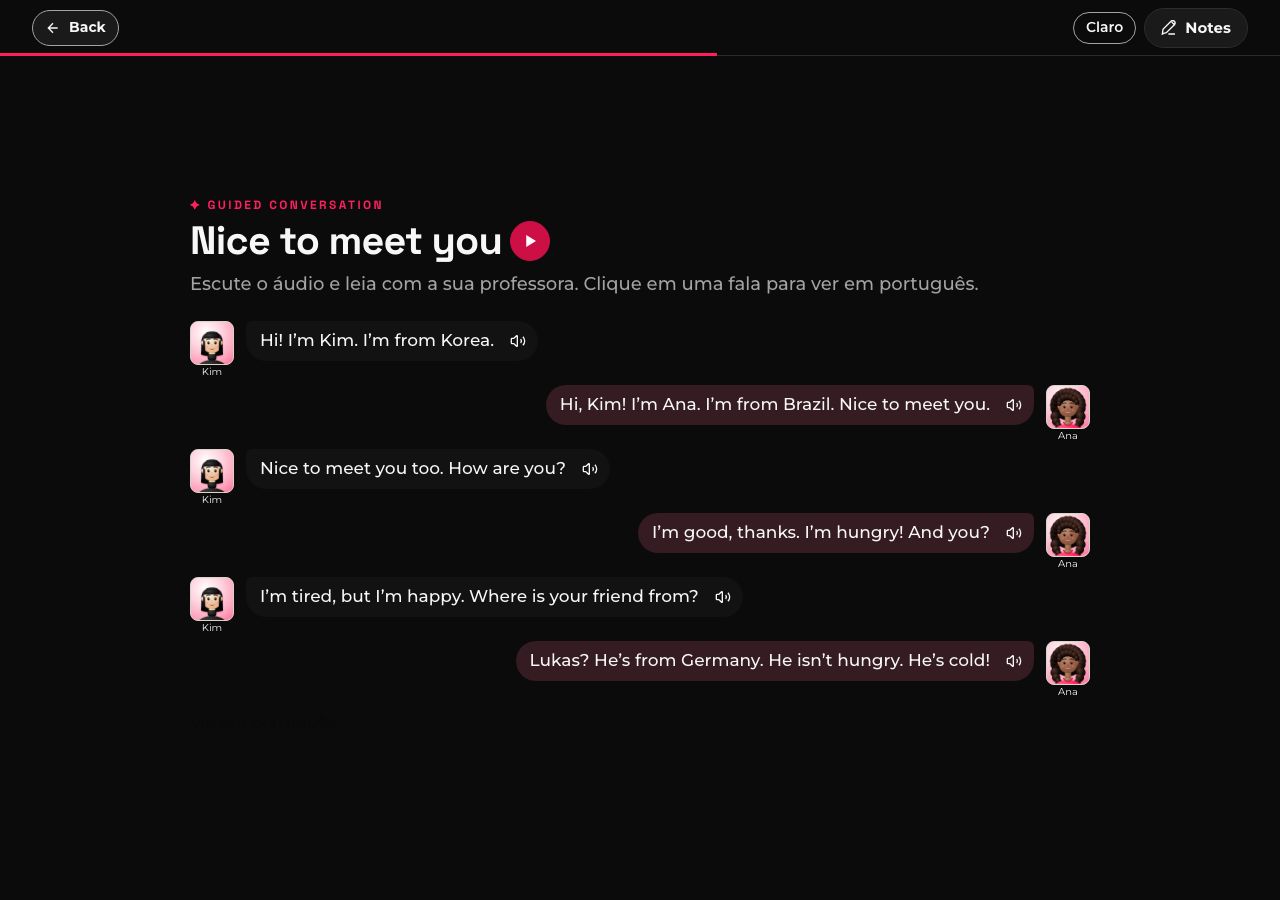 Back
Claro
Notes
GUIDED CONVERSATION
Nice to meet you
Escute o áudio e leia com a sua professora. Clique em uma fala para ver em português.
Hi! I’m Kim. I’m from Korea.
Kim
Hi, Kim! I’m Ana. I’m from Brazil. Nice to meet you.
Ana
Nice to meet you too. How are you?
Kim
I’m good, thanks. I’m hungry! And you?
Ana
I’m tired, but I’m happy. Where is your friend from?
Kim
Lukas? He’s from Germany. He isn’t hungry. He’s cold!
Ana